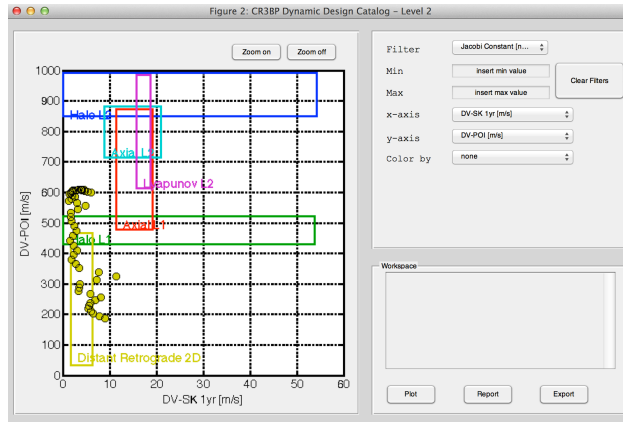 Figure 2: CR3BP Dynamic Design Catalog - Level 2
Zoom on
Zoom off
1000
900
800
700
600
500
400
300
200
100
0
0
10
20
30
40
50
60
DV-POI [m/s]
DV-SK 1yr [m/s]
Halo L2
Axial L2
Lyapunov L2
Axial L1
Halo L1
Distant Retrograde 2D
Filter
Jacobi Constant [n...
Min
insert min value
Max
insert max value
Clear Filters
x-axis
DV-SK 1yr [m/s]
y-axis
DV-POI [m/s]
Color by
none
Workspace
Plot
Report
Export